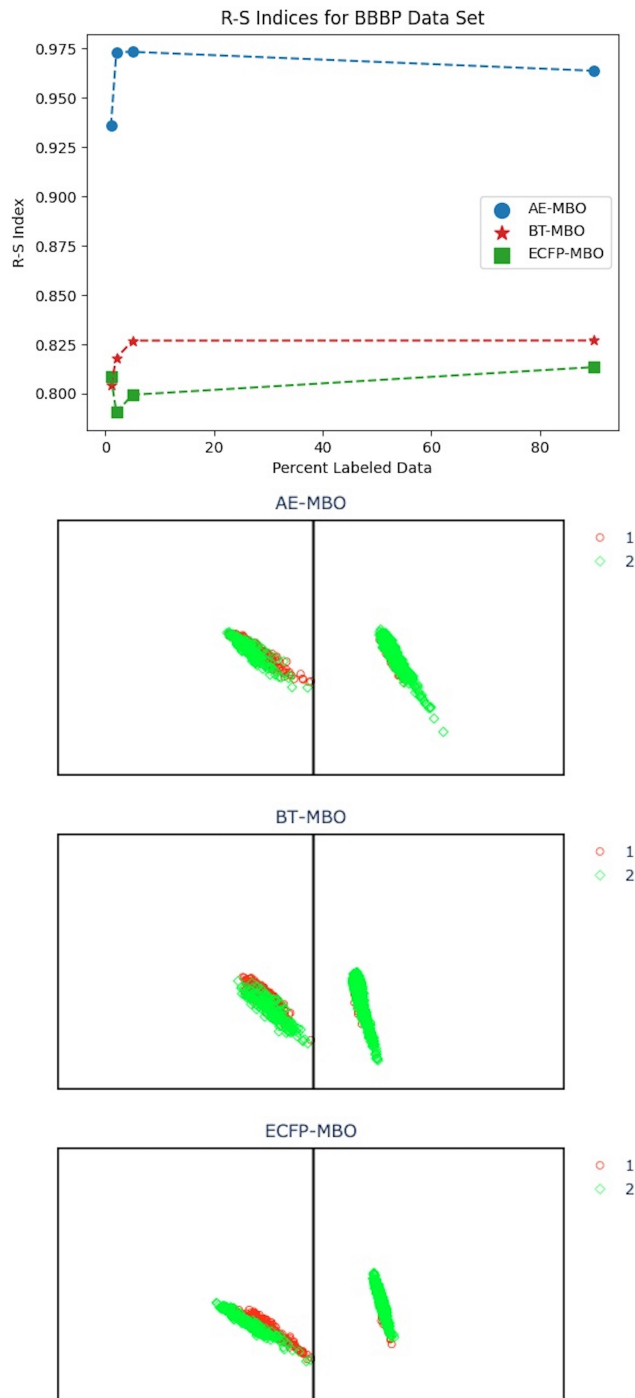 R-S Indices for BBBP Data Set
0.975
0.950
0.925
0.900
0.875
0.850
0.825
0.800
R-S Index
AE-MBO
BT-MBO
ECFP-MBO
0 20 40 60 80
Percent Labeled Data
AE-MBO
1
2
BT-MBO
1
2
ECFP-MBO
1
2